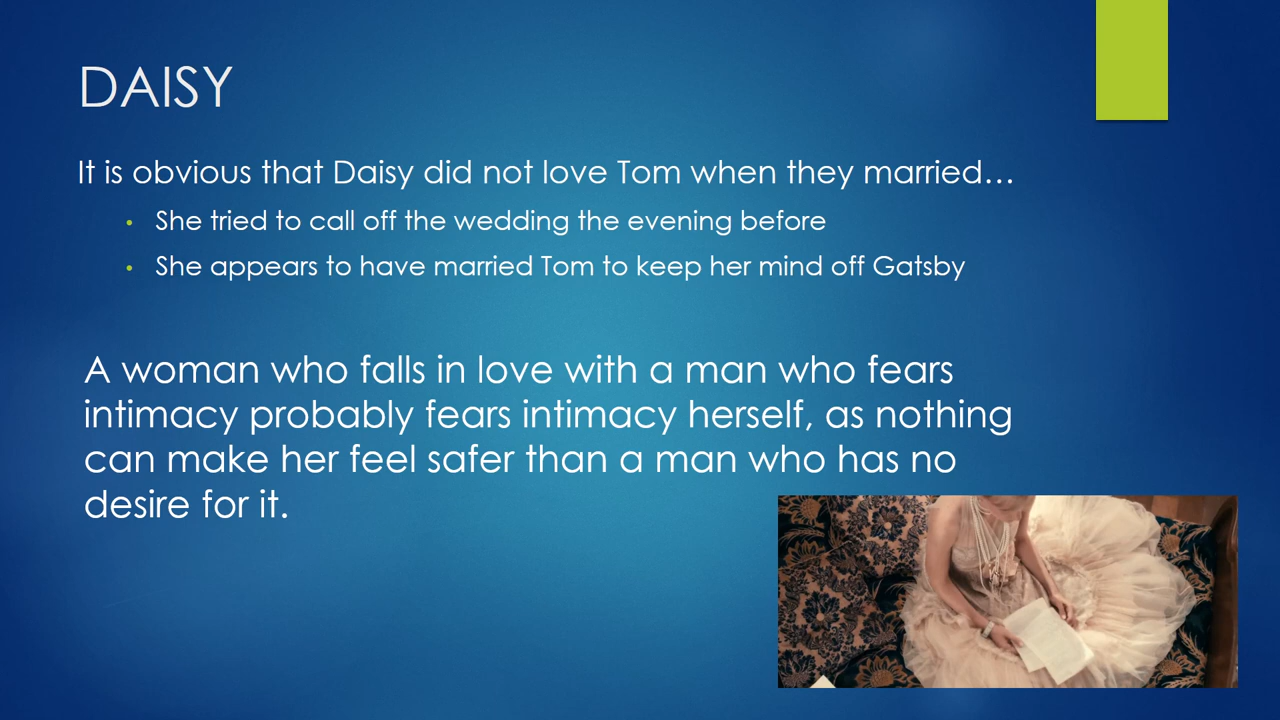 DAISY
It is obvious that Daisy did not love Tom when they married…
• She tried to call off the wedding the evening before
• She appears to have married Tom to keep her mind off Gatsby
A woman who falls in love with a man who fears
intimacy probably fears intimacy herself, as nothing
can make her feel safer than a man who has no
desire for it.